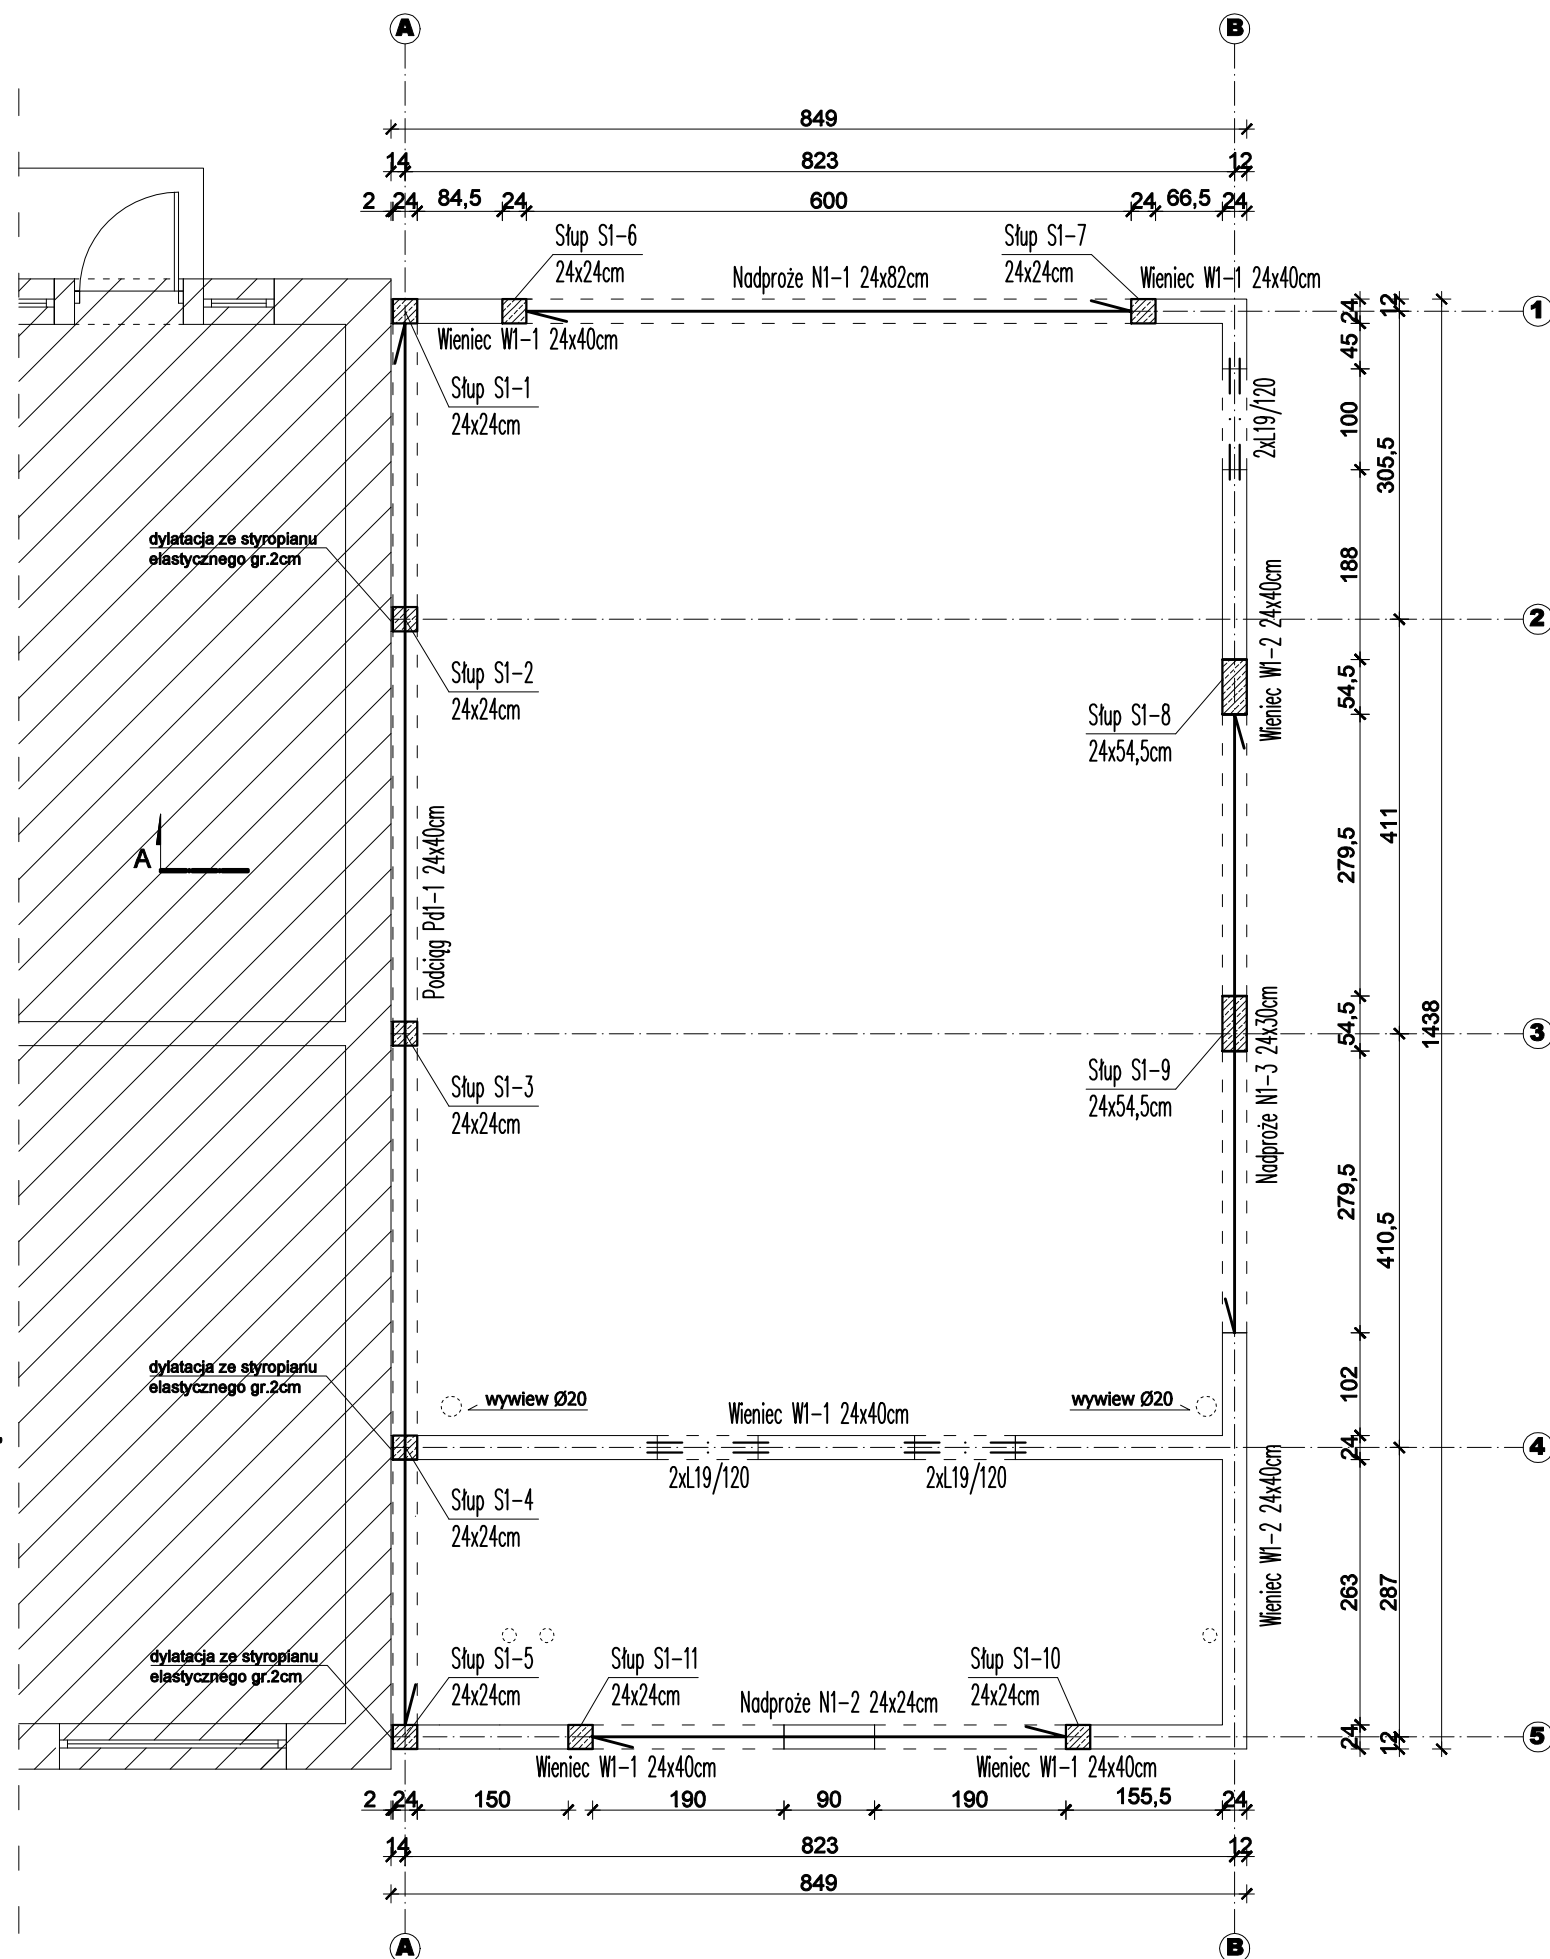 A
B
849
14
823
12
2
24
84,5
24
600
24
66,5
24
Słup S1-6
24x24cm
Nadproże N1-1 24x82cm
Słup S1-7
24x24cm
Wieniec W1-1 24x40cm
Wieniec W1-1 24x40cm
Słup S1-1
24x24cm
2xL19/120
24
12
1
45
100
305,5
188
dylatacja ze styropianu
elastycznego gr.2cm
2
Słup S1-2
24x24cm
Wieniec W1-2 24x40cm
Słup S1-8
24x54,5cm
54,5
411
279,5
A
Podciąg Pd1-1 24x40cm
54,5
1438
3
Słup S1-3
24x24cm
Słup S1-9
24x54,5cm
Nadproże N1-3 24x30cm
279,5
410,5
dylatacja ze styropianu
elastycznego gr.2cm
wywiew Ø20
Wieniec W1-1 24x40cm
wywiew Ø20
102
24
4
2xL19/120
2xL19/120
Słup S1-4
24x24cm
Wieniec W1-2 24x40cm
263
287
dylatacja ze styropianu
elastycznego gr.2cm
Słup S1-5
24x24cm
Słup S1-11
24x24cm
Nadproże N1-2 24x24cm
Słup S1-10
24x24cm
24
12
5
Wieniec W1-1 24x40cm
Wieniec W1-1 24x40cm
2
24
150
190
90
190
155,5
24
14
823
12
849
A
B